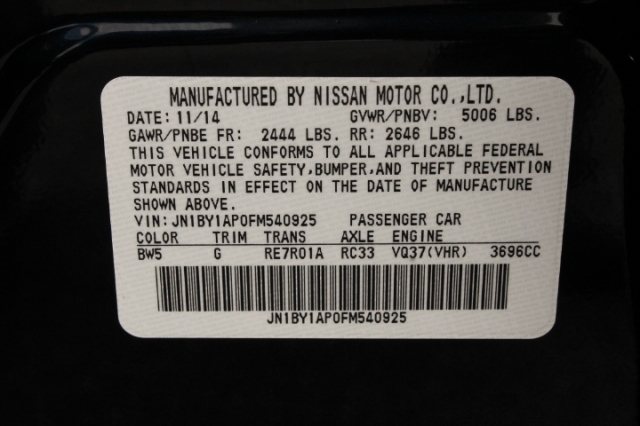 MANUFACTURED BY NISSAN MOTOR CO.,LTD.
DATE: 11/14 GVWR/PNBV: 5006 LBS.
GAWR/PNBE FR: 2444 LBS. RR: 2646 LBS.
THIS VEHICLE CONFORMS TO ALL APPLICABLE FEDERAL
MOTOR VEHICLE SAFETY,BUMPER,AND THEFT PREVENTION
STANDARDS IN EFFECT ON THE DATE OF MANUFACTURE
SHOWN ABOVE.
VIN: JN1BY1AP0FM540925 PASSENGER CAR
COLOR TRIM TRANS AXLE ENGINE
BW5 G RE7R01A RC33 VQ37(VHR) 3696CC
JN1BY1AP0FM540925